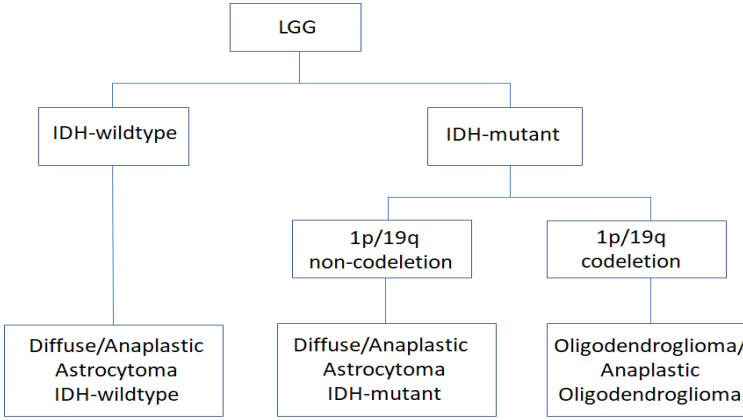 LGG
IDH-wildtype
IDH-mutant
1p/19q
non-codeletion
1p/19q
codeletion
Diffuse/Anaplastic
Astrocytoma
IDH-wildtype
Diffuse/Anaplastic
Astrocytoma
IDH-mutant
Oligodendroglioma/
Anaplastic
Oligodendroglioma